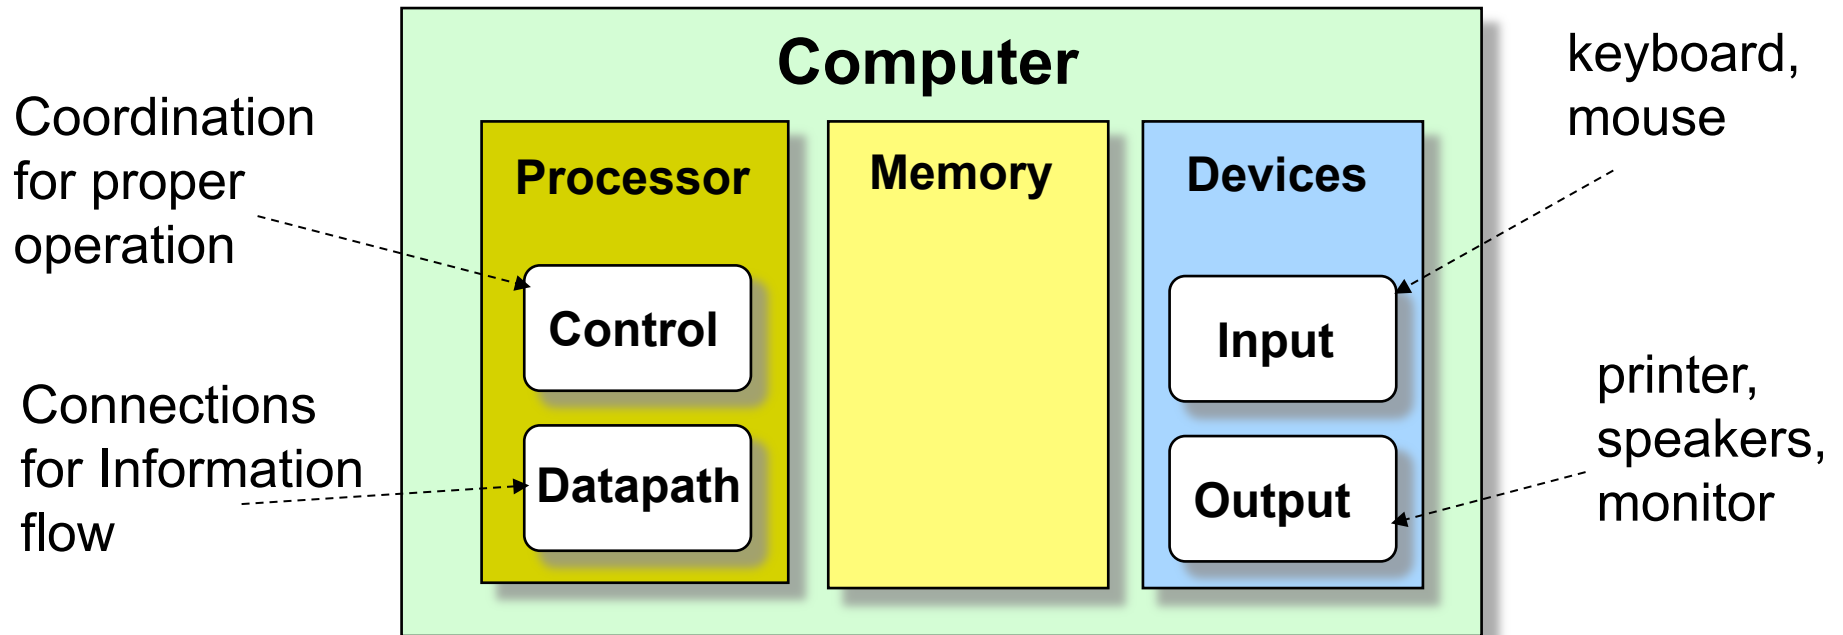 Computer
Coordination
for proper
operation
Connections
for Information
flow
Processor
Control
Datapath
Memory
Devices
Input
Output
keyboard,
mouse
printer,
speakers,
monitor